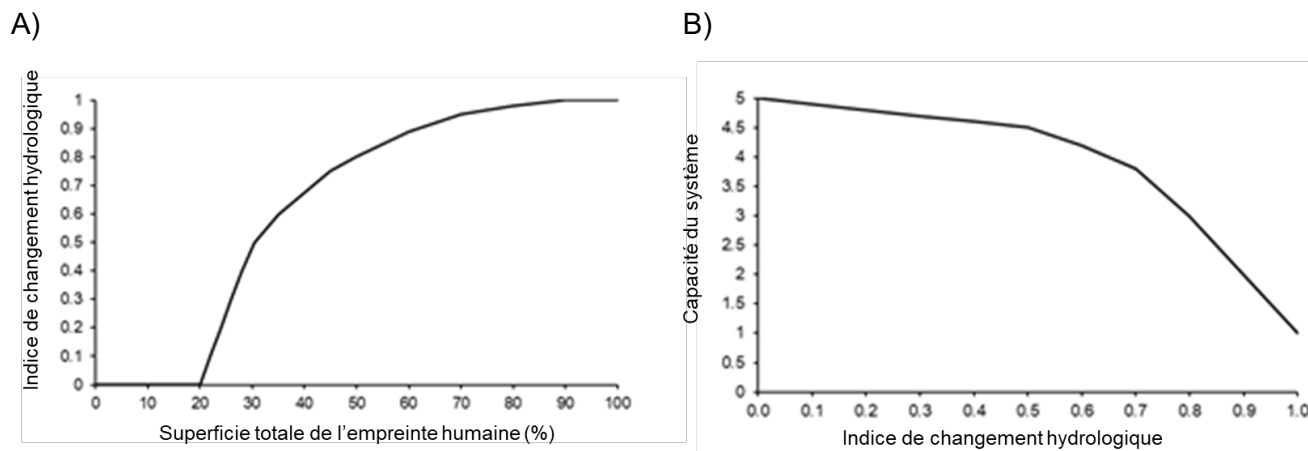 A)
Indice de changement hydrologique
1
0.9
0.8
0.7
0.6
0.5
0.4
0.3
0.2
0.1
0
0 10 20 30 40 50 60 70 80 90 100
Superficie totale de l’empreinte humaine (%)
B)
Capacité du système
5
4.5
4
3.5
3
2.5
2
1.5
1
0.5
0
0.0 0.1 0.2 0.3 0.4 0.5 0.6 0.7 0.8 0.9 1.0
Indice de changement hydrologique